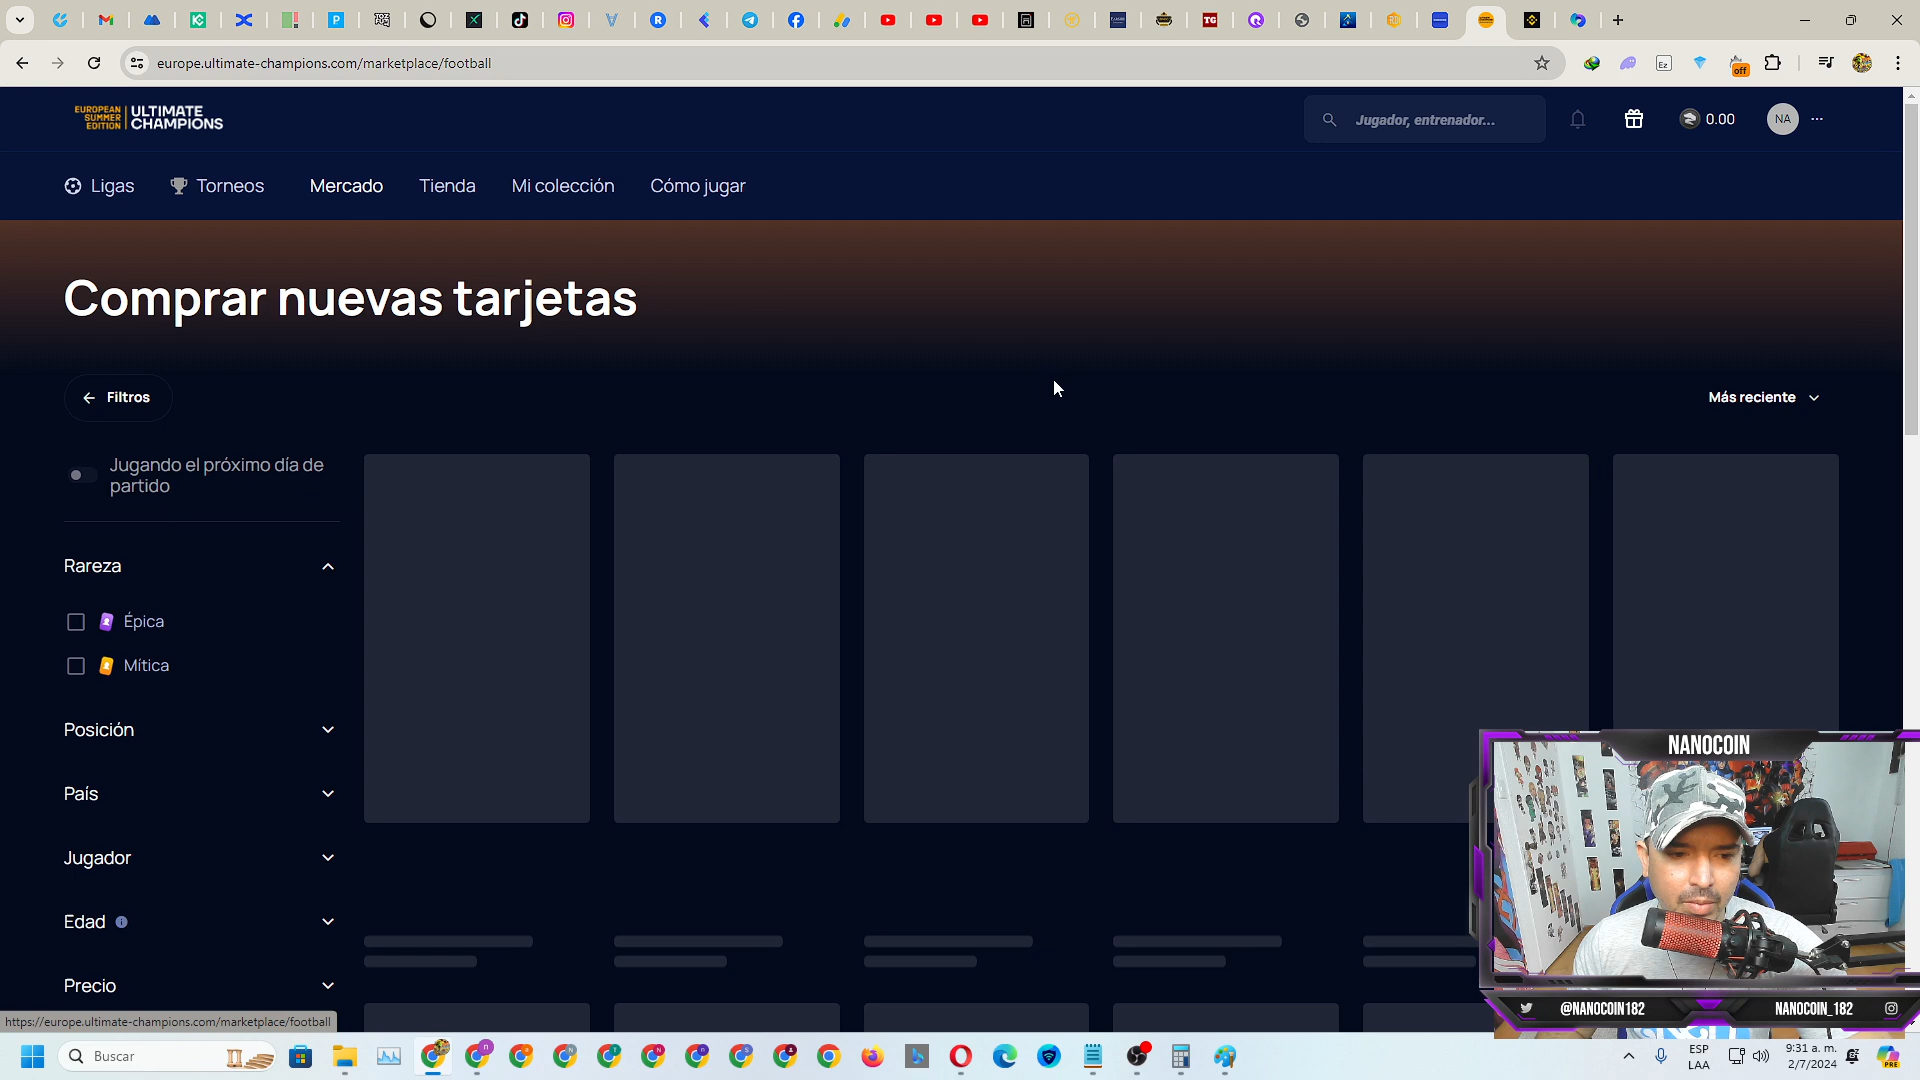 europe.ultimate-champions.com/marketplace/football
Ez
off
EUROPEAN
SUMMER
EDITION
ULTIMATE
CHAMPIONS
Jugador, entrenador...
0.00
NA
Ligas
Torneos
Mercado
Tienda
Mi colección
Cómo jugar
Comprar nuevas tarjetas
Filtros
Más reciente
Jugando el próximo día de
partido
Rareza
Épica
Mítica
Posición
País
Jugador
Edad
Precio
NANOCOIN
@NANOCOIN182
NANOCOIN_182
https://europe.ultimate-champions.com/marketplace/football
Buscar
ESP
LAA
9:31 a. m.
2/7/2024
PRE